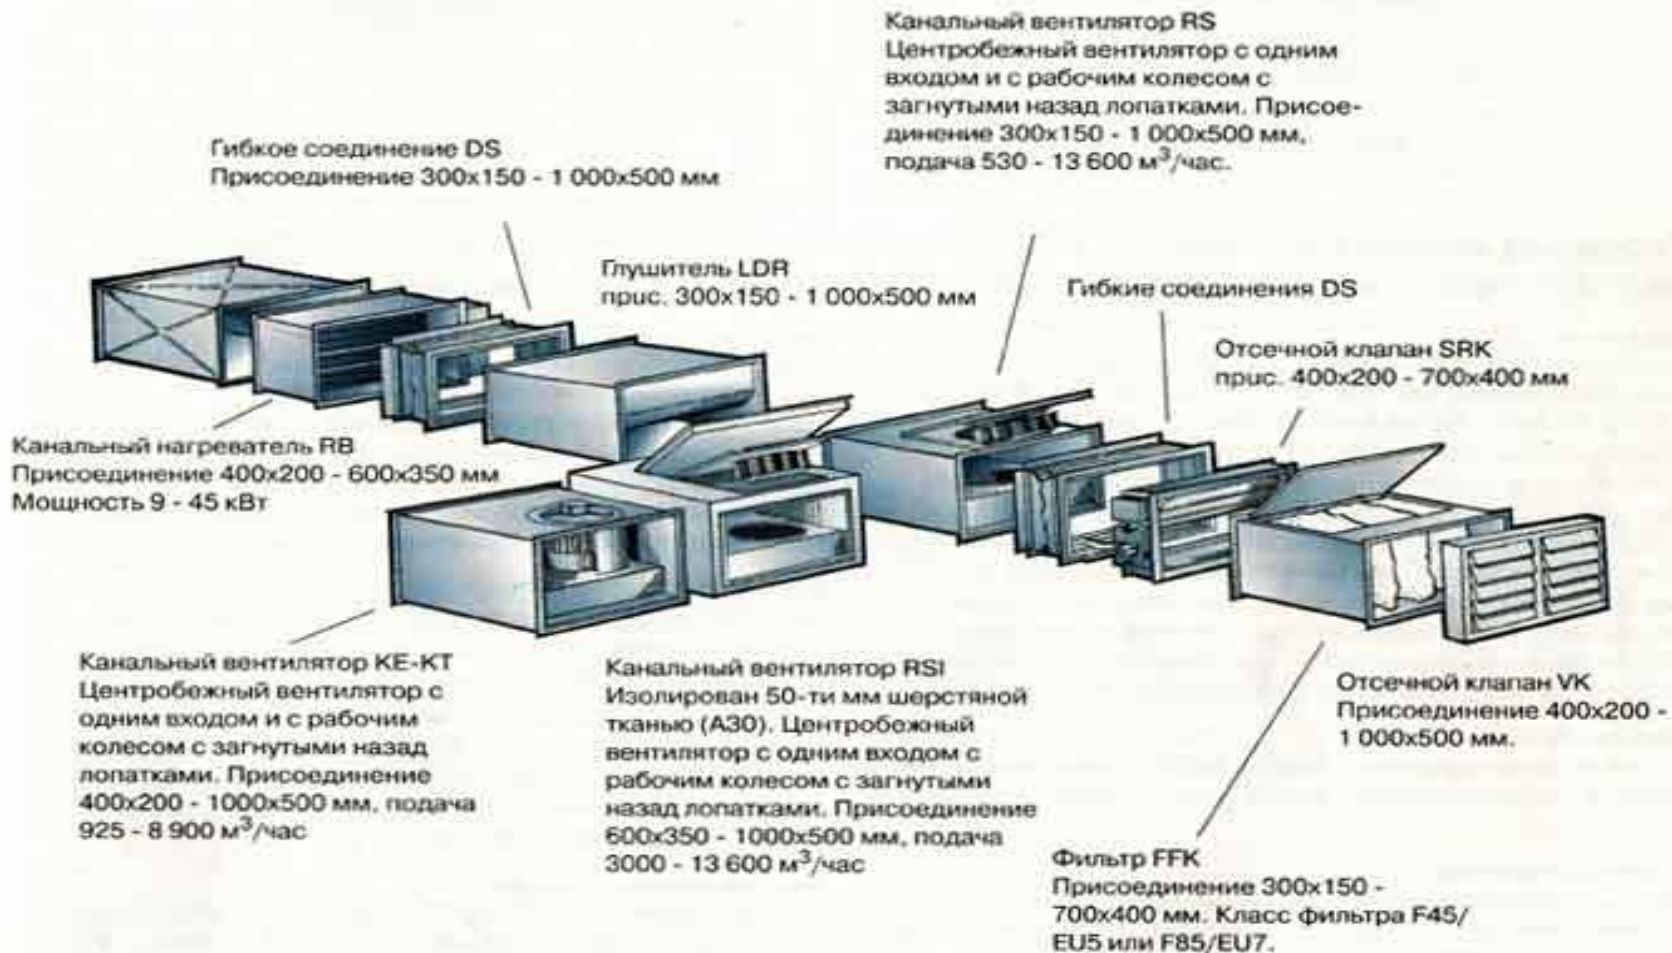 Канальный вентилятор RS
Центробежный вентилятор с одним
входом и с рабочим колесом с
загнутыми назад лопатками. Присое-
динение 300x150 - 1 000x500 мм,
подача 530 - 13 600 м³/час.
Гибкое соединение DS
Присоединение 300x150 - 1 000x500 мм
Глушитель LDR
прис. 300x150 - 1 000x500 мм
Гибкие соединения DS
Отсечной клапан SRK
прис. 400x200 - 700x400 мм
Канальный нагреватель RB
Присоединение 400x200 - 600x350 мм
Мощность 9 - 45 кВт
Канальный вентилятор KE-KT
Центробежный вентилятор с
одним входом и с рабочим
колесом с загнутыми назад
лопатками. Присоединение
400x200 - 1000x500 мм, подача
925 - 8 900 м³/час
Канальный вентилятор RSI
Изолирован 50-ти мм шерстяной
тканью (А30). Центробежный
вентилятор с одним входом с
рабочим колесом с загнутыми
назад лопатками. Присоединение
600x350 - 1000x500 мм, подача
3000 - 13 600 м³/час
Отсечной клапан VK
Присоединение 400x200 -
1 000x500 мм.
Фильтр FFK
Присоединение 300x150 -
700x400 мм. Класс фильтра F45/
EU5 или F85/EU7.